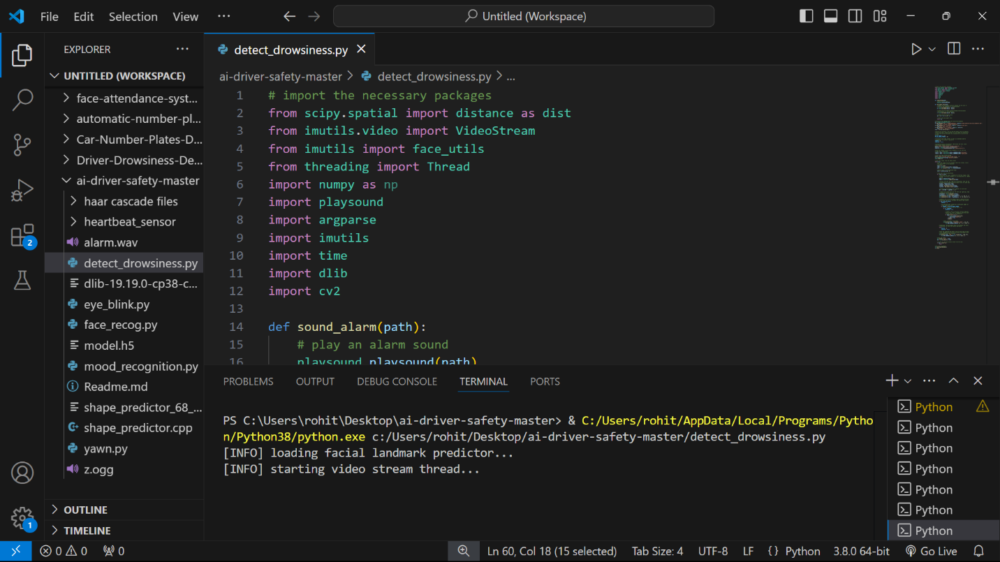 File Edit Selection View ... Untitled (Workspace)
EXPLORER ...
UNTITLED (WORKSPACE)
face-attendance-syst...
automatic-number-pl...
Car-Number-Plates-D...
Driver-Drowsiness-De...
ai-driver-safety-master
haar cascade files
heartbeat_sensor
alarm.wav
detect_drowsiness.py
dlib-19.19.0-cp38-c...
eye_blink.py
face_recog.py
model.h5
mood_recognition.py
Readme.md
shape_predictor_68_...
shape_predictor.cpp
yawn.py
z.ogg
OUTLINE
TIMELINE
2
1
detect_drowsiness.py
ai-driver-safety-master > detect_drowsiness.py > ...
1 # import the necessary packages
2 from scipy.spatial import distance as dist
3 from imutils.video import VideoStream
4 from imutils import face_utils
5 from threading import Thread
6 import numpy as np
7 import playsound
8 import argparse
9 import imutils
10 import time
11 import dlib
12 import cv2
13
14 def sound_alarm(path):
15 # play an alarm sound
16 playsound.playsound(path)
PROBLEMS OUTPUT DEBUG CONSOLE TERMINAL PORTS
PS C:\Users\rohit\Desktop\ai-driver-safety-master> & C:/Users/rohit/AppData/Local/Programs/Pytho
n/Python38/python.exe c:/Users/rohit/Desktop/ai-driver-safety-master/detect_drowsiness.py
[INFO] loading facial landmark predictor...
[INFO] starting video stream thread...
Python
Python
Python
Python
Python
Python
Python
0 0 0 Ln 60, Col 18 (15 selected) Tab Size: 4 UTF-8 LF {} Python 3.8.0 64-bit Go Live